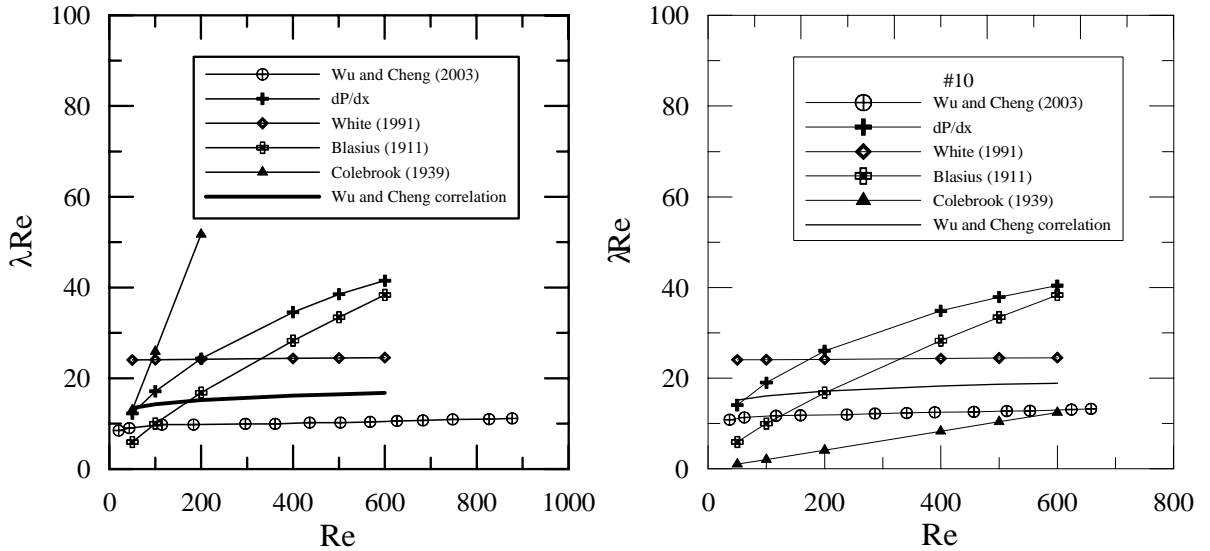 100
80
60
40
20
0
λRe
Wu and Cheng (2003)
dP/dx
White (1991)
Blasius (1911)
Colebrook (1939)
Wu and Cheng correlation
0 200 400 600 800 1000
Re
100
80
60
40
20
0
λRe
#10
Wu and Cheng (2003)
dP/dx
White (1991)
Blasius (1911)
Colebrook (1939)
Wu and Cheng correlation
0 200 400 600 800
Re